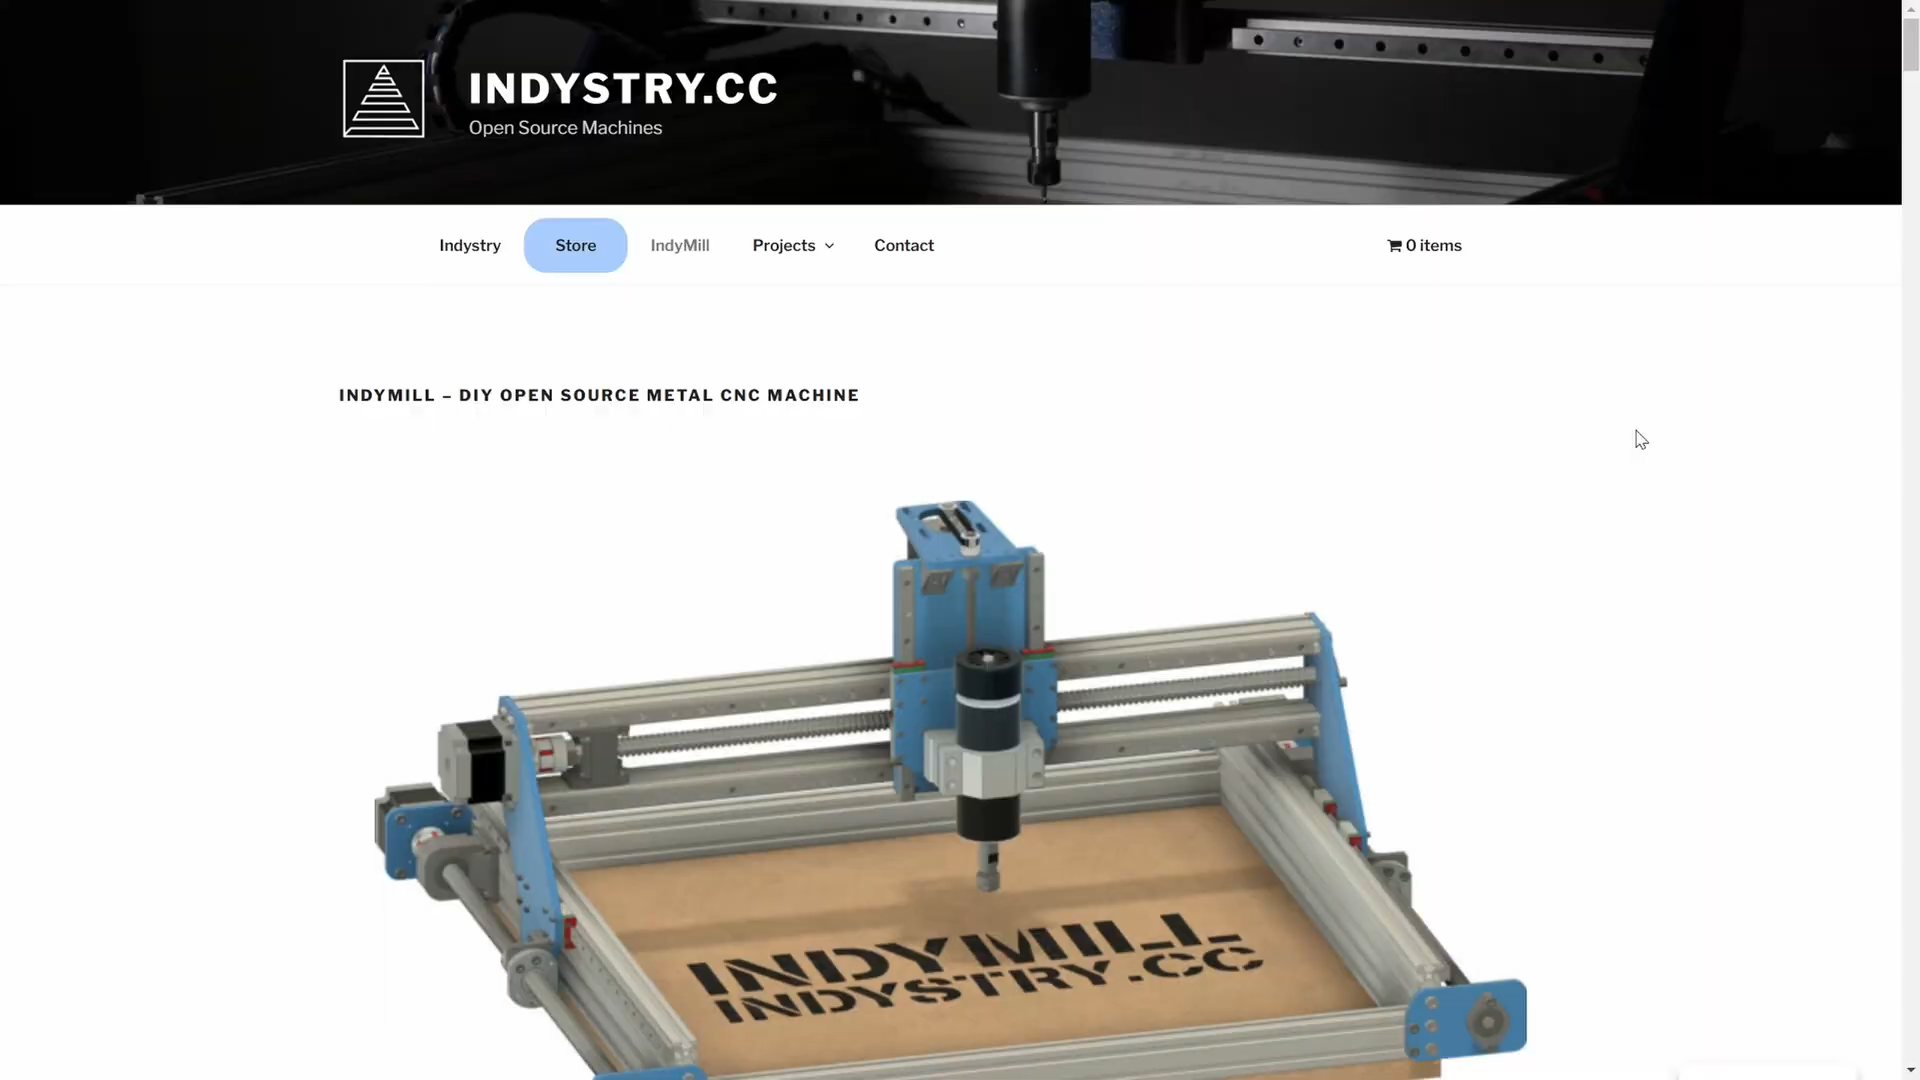 INDYSTRY.CC
Open Source Machines
Indystry Store IndyMill Projects Contact 0 items
INDYMILL – DIY OPEN SOURCE METAL CNC MACHINE
INDYMILL
INDYSTRY.CC